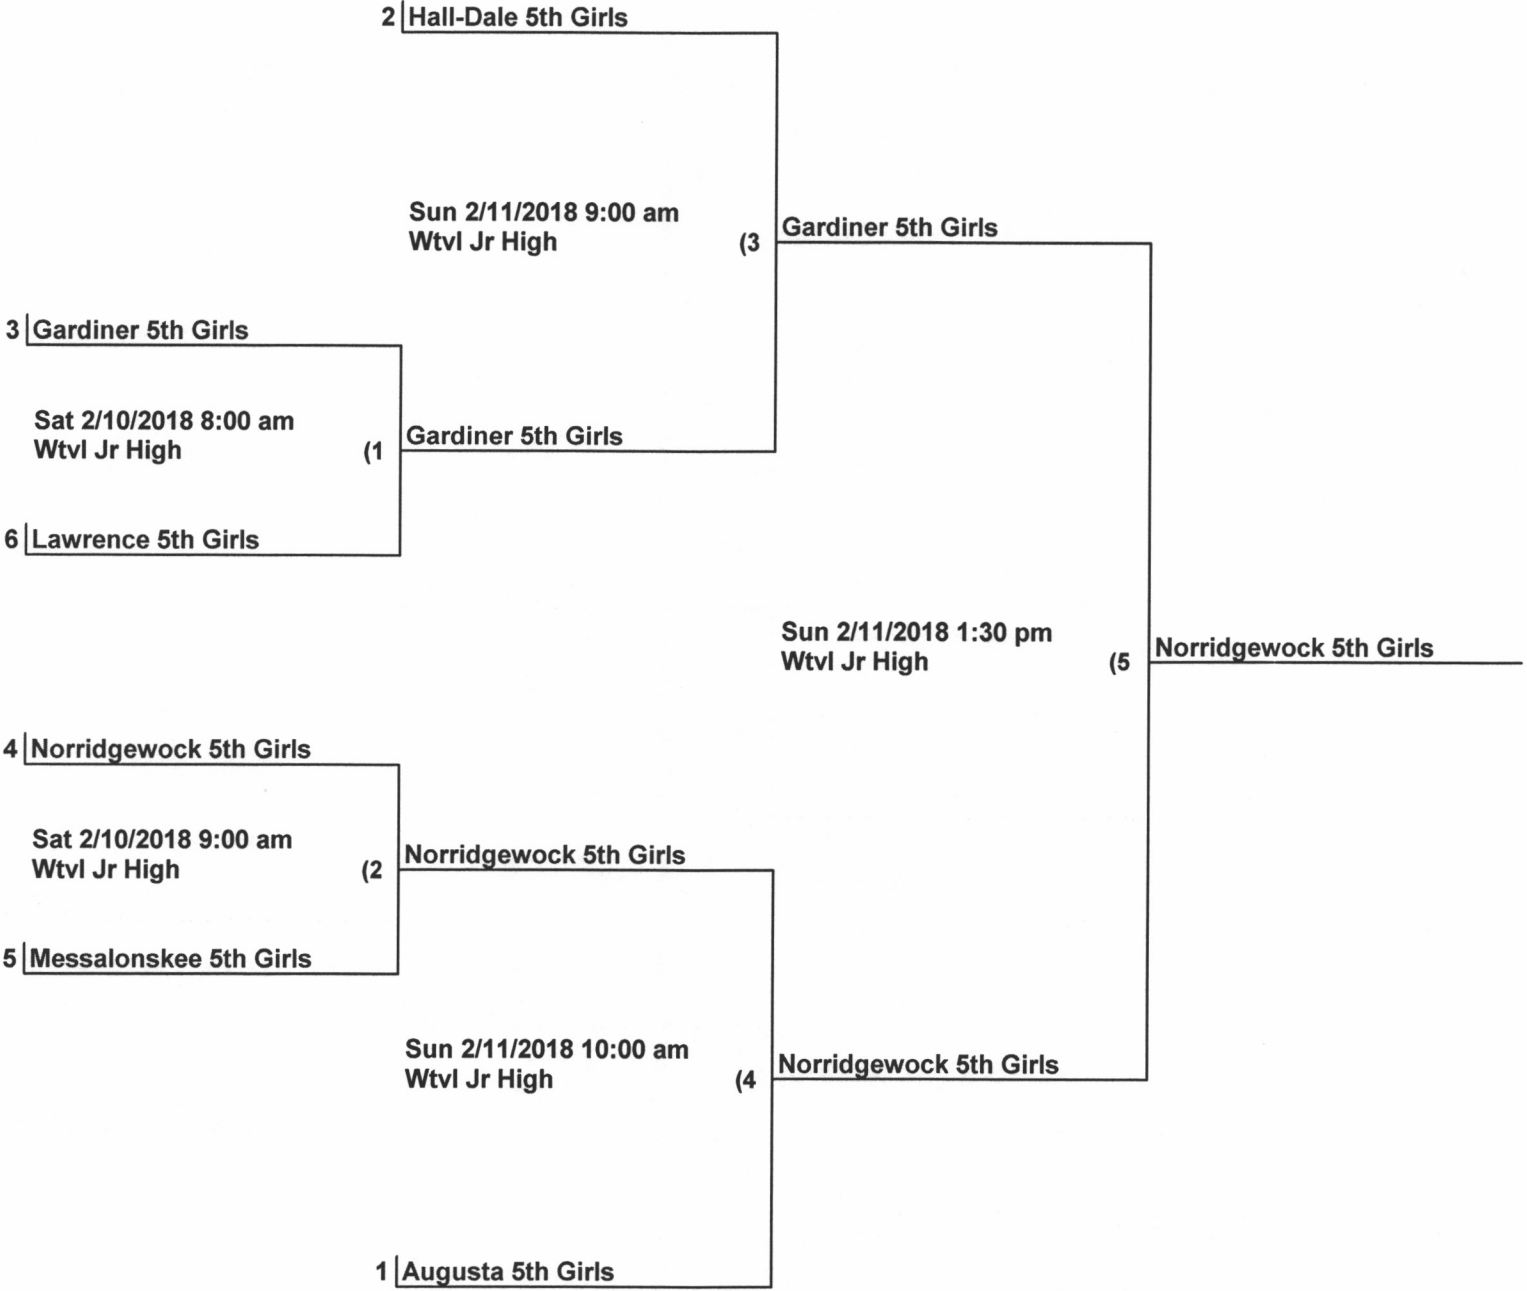 2 Hall-Dale 5th Girls
Sun 2/11/2018 9:00 am
Wtvl Jr High (3
Gardiner 5th Girls
3 Gardiner 5th Girls
Sat 2/10/2018 8:00 am
Wtvl Jr High (1
Gardiner 5th Girls
6 Lawrence 5th Girls
Sun 2/11/2018 1:30 pm
Wtvl Jr High (5
Norridgewock 5th Girls
4 Norridgewock 5th Girls
Sat 2/10/2018 9:00 am
Wtvl Jr High (2
Norridgewock 5th Girls
5 Messalonskee 5th Girls
Sun 2/11/2018 10:00 am
Wtvl Jr High (4
Norridgewock 5th Girls
1 Augusta 5th Girls